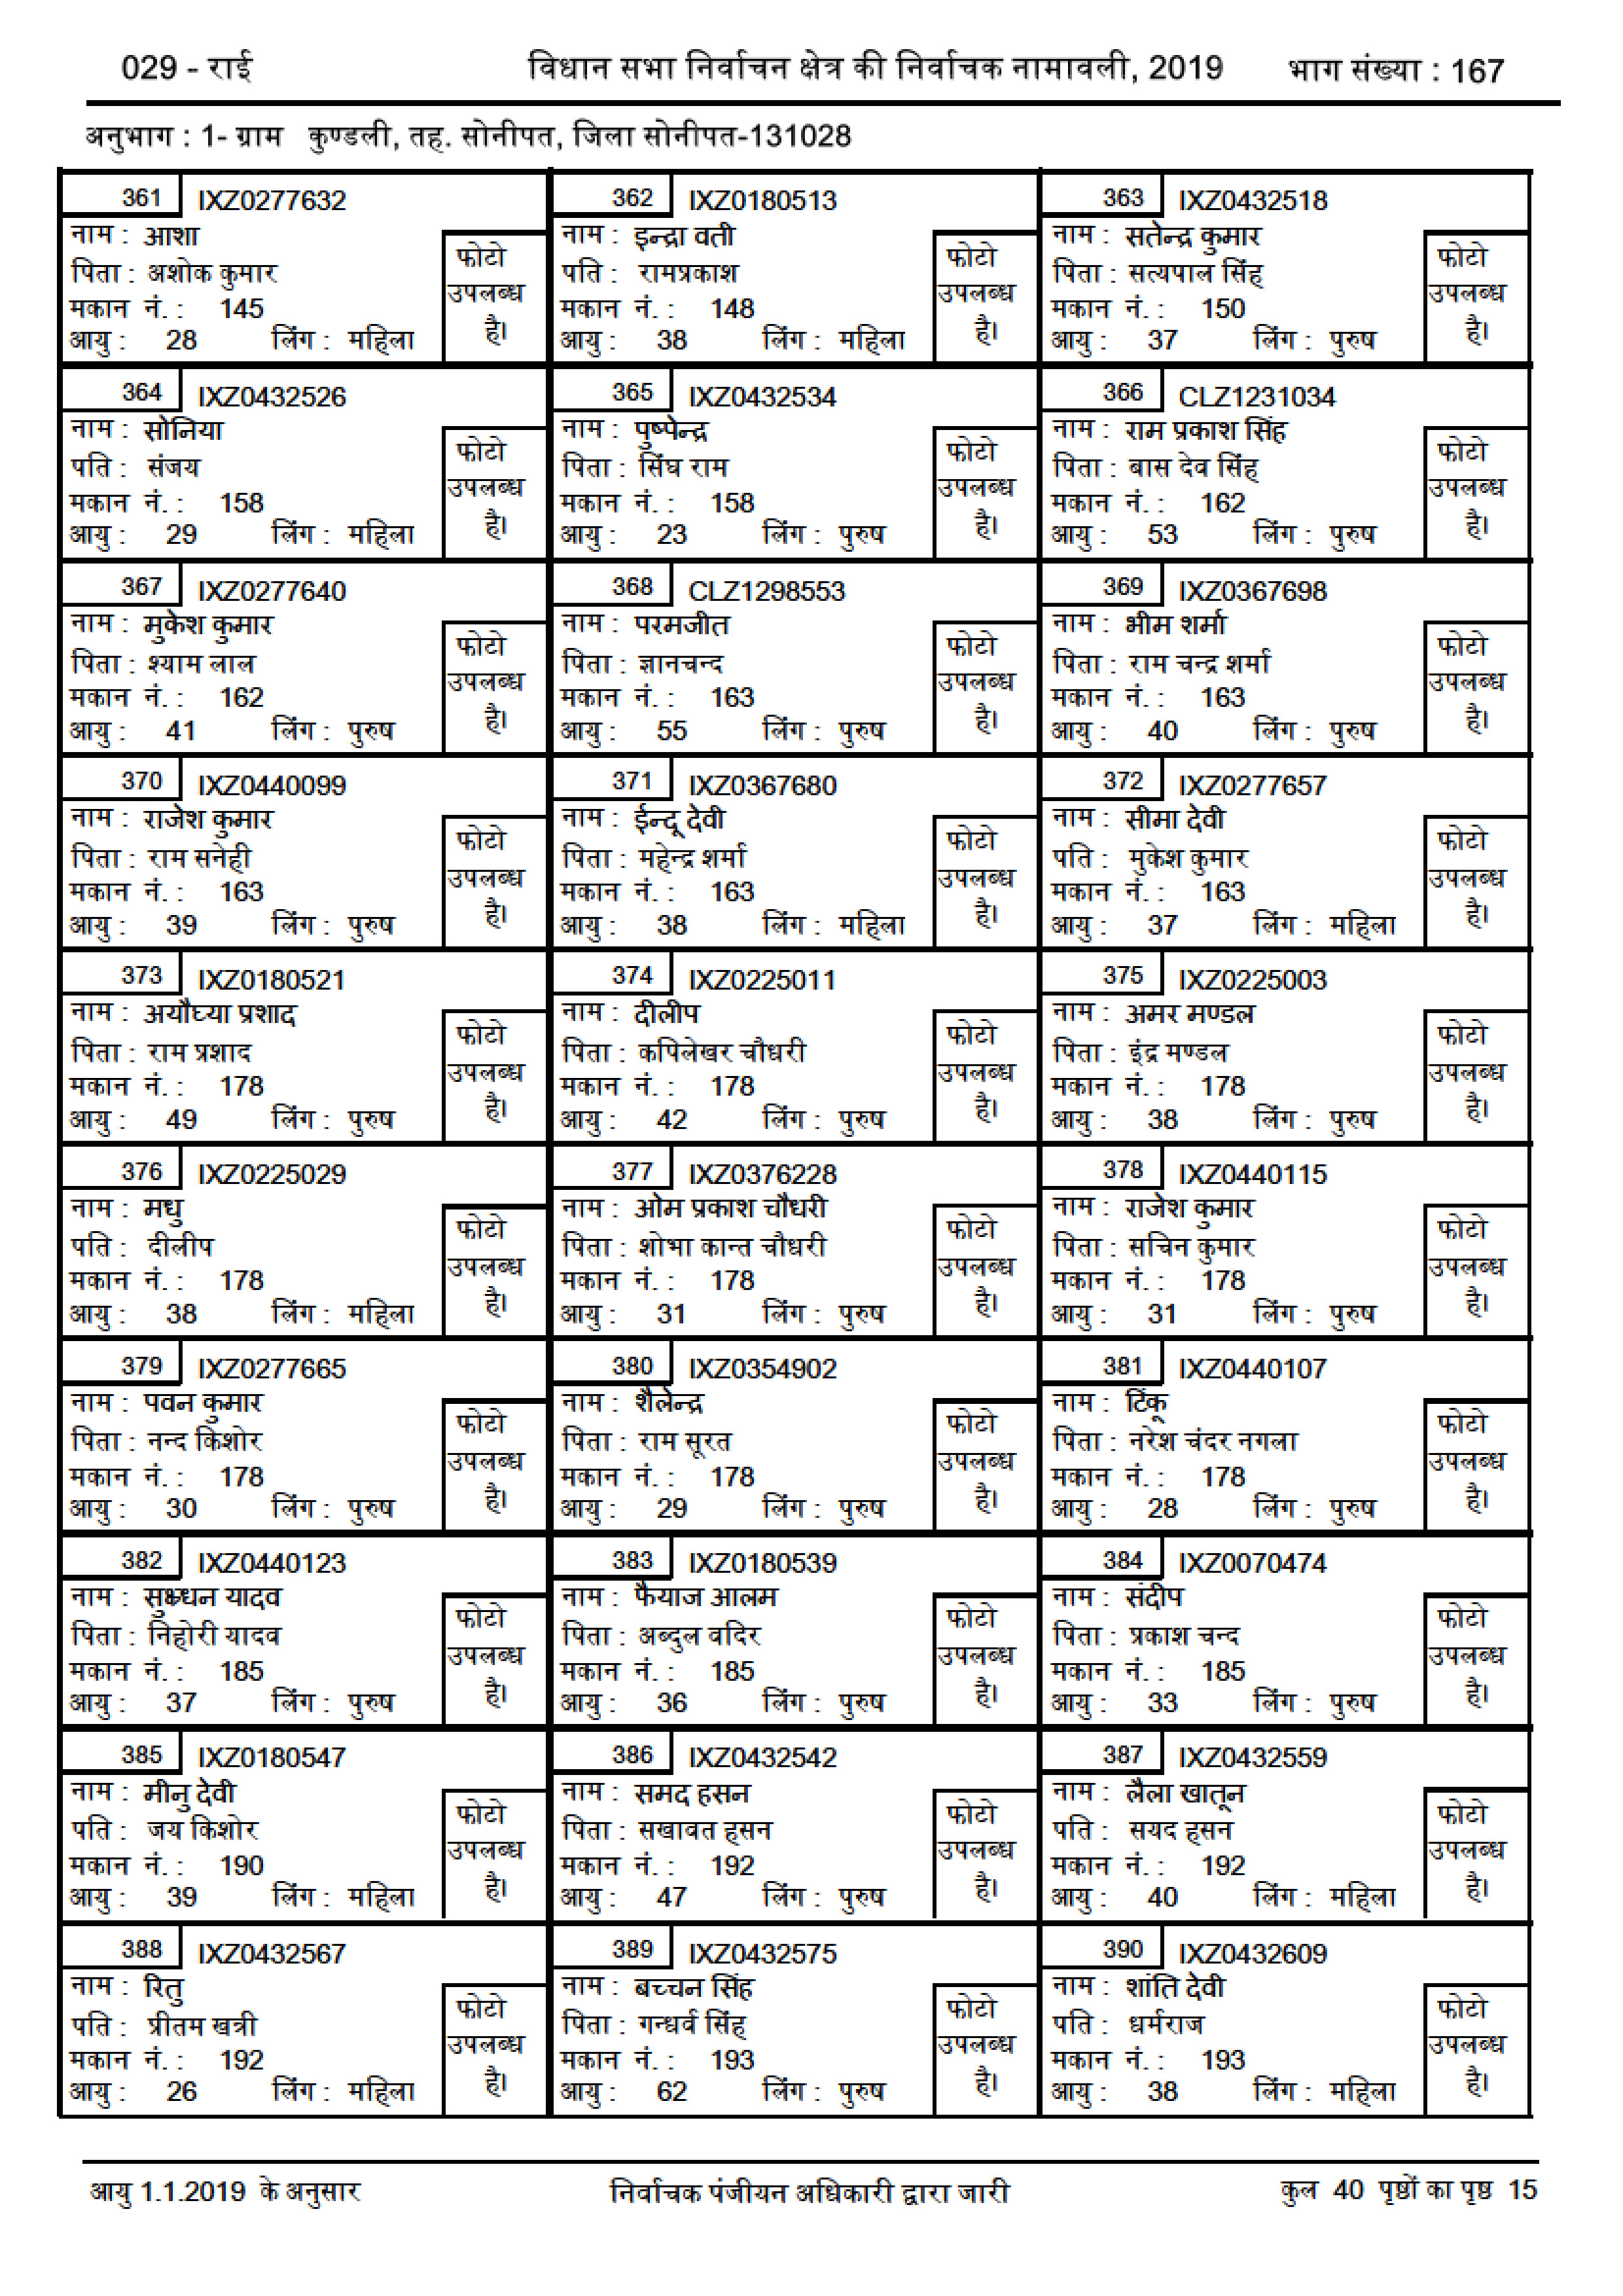 029 - राई विधान सभा निर्वाचन क्षेत्र की निर्वाचक नामावली, 2019 भाग संख्या : 167
अनुभाग : 1- ग्राम कुण्डली, तह. सोनीपत, जिला सोनीपत-131028
361 IXZ0277632
नाम : आशा
पिता : अशोक कुमार
मकान नं. : 145
आयु : 28 लिंग : महिला
फोटो
उपलब्ध
है।
362 IXZ0180513
नाम : इन्द्रा वती
पति : रामप्रकाश
मकान नं. : 148
आयु : 38 लिंग : महिला
फोटो
उपलब्ध
है।
363 IXZ0432518
नाम : सतेन्द्र कुमार
पिता : सत्यपाल सिंह
मकान नं. : 150
आयु : 37 लिंग : पुरुष
फोटो
उपलब्ध
है।
364 IXZ0432526
नाम : सोनिया
पति : संजय
मकान नं. : 158
आयु : 29 लिंग : महिला
फोटो
उपलब्ध
है।
365 IXZ0432534
नाम : पुष्पेन्द्र
पिता : सिंघ राम
मकान नं. : 158
आयु : 23 लिंग : पुरुष
फोटो
उपलब्ध
है।
366 CLZ1231034
नाम : राम प्रकाश सिंह
पिता : बास देव सिंह
मकान नं. : 162
आयु : 53 लिंग : पुरुष
फोटो
उपलब्ध
है।
367 IXZ0277640
नाम : मुकेश कुमार
पिता : श्याम लाल
मकान नं. : 162
आयु : 41 लिंग : पुरुष
फोटो
उपलब्ध
है।
368 CLZ1298553
नाम : परमजीत
पिता : ज्ञानचन्द
मकान नं. : 163
आयु : 55 लिंग : पुरुष
फोटो
उपलब्ध
है।
369 IXZ0367698
नाम : भीम शर्मा
पिता : राम चन्द्र शर्मा
मकान नं. : 163
आयु : 40 लिंग : पुरुष
फोटो
उपलब्ध
है।
370 IXZ0440099
नाम : राजेश कुमार
पिता : राम सनेही
मकान नं. : 163
आयु : 39 लिंग : पुरुष
फोटो
उपलब्ध
है।
371 IXZ0367680
नाम : ईन्दू देवी
पिता : महेन्द्र शर्मा
मकान नं. : 163
आयु : 38 लिंग : महिला
फोटो
उपलब्ध
है।
372 IXZ0277657
नाम : सीमा देवी
पति : मुकेश कुमार
मकान नं. : 163
आयु : 37 लिंग : महिला
फोटो
उपलब्ध
है।
373 IXZ0180521
नाम : अयौघ्या प्रशाद
पिता : राम प्रशाद
मकान नं. : 178
आयु : 49 लिंग : पुरुष
फोटो
उपलब्ध
है।
374 IXZ0225011
नाम : दीलीप
पिता : कपिलेखर चौधरी
मकान नं. : 178
आयु : 42 लिंग : पुरुष
फोटो
उपलब्ध
है।
375 IXZ0225003
नाम : अमर मण्डल
पिता : इंद्र मण्डल
मकान नं. : 178
आयु : 38 लिंग : पुरुष
फोटो
उपलब्ध
है।
376 IXZ0225029
नाम : मधु
पति : दीलीप
मकान नं. : 178
आयु : 38 लिंग : महिला
फोटो
उपलब्ध
है।
377 IXZ0376228
नाम : ओम प्रकाश चौधरी
पिता : शोभा कान्त चौधरी
मकान नं. : 178
आयु : 31 लिंग : पुरुष
फोटो
उपलब्ध
है।
378 IXZ0440115
नाम : राजेश कुमार
पिता : सचिन कुमार
मकान नं. : 178
आयु : 31 लिंग : पुरुष
फोटो
उपलब्ध
है।
379 IXZ0277665
नाम : पवन कुमार
पिता : नन्द किशोर
मकान नं. : 178
आयु : 30 लिंग : पुरुष
फोटो
उपलब्ध
है।
380 IXZ0354902
नाम : शैलेन्द्र
पिता : राम सूरत
मकान नं. : 178
आयु : 29 लिंग : पुरुष
फोटो
उपलब्ध
है।
381 IXZ0440107
नाम : टिंकू
पिता : नरेश चंदर नगला
मकान नं. : 178
आयु : 28 लिंग : पुरुष
फोटो
उपलब्ध
है।
382 IXZ0440123
नाम : यादव
पिता : निहोरी यादव
मकान नं. : 185
आयु : 37 लिंग : पुरुष
फोटो
उपलब्ध
है।
383 IXZ0180539
नाम : फैयाज आलम
पिता : अब्दुल वदिर
मकान नं. : 185
आयु : 36 लिंग : पुरुष
फोटो
उपलब्ध
है।
384 IXZ0070474
नाम : संदीप
पिता : प्रकाश चन्द
मकान नं. : 185
आयु : 33 लिंग : पुरुष
फोटो
उपलब्ध
है।
385 IXZ0180547
नाम : मीनु देवी
पति : जय किशोर
मकान नं. : 190
आयु : 39 लिंग : महिला
फोटो
उपलब्ध
है।
386 IXZ0432542
नाम : समद हसन
पिता : सखावत हसन
मकान नं. : 192
आयु : 47 लिंग : पुरुष
फोटो
उपलब्ध
है।
387 IXZ0432559
नाम : लैला खातून
पति : सयद हसन
मकान नं. : 192
आयु : 40 लिंग : महिला
फोटो
उपलब्ध
है।
388 IXZ0432567
नाम : रितु
पति : प्रीतम खत्री
मकान नं. : 192
आयु : 26 लिंग : महिला
फोटो
उपलब्ध
है।
389 IXZ0432575
नाम : बच्चन सिंह
पिता : गन्धर्व सिंह
मकान नं. : 193
आयु : 62 लिंग : पुरुष
फोटो
उपलब्ध
है।
390 IXZ0432609
नाम : शांति देवी
पति : धर्मराज
मकान नं. : 193
आयु : 38 लिंग : महिला
फोटो
उपलब्ध
है।
आयु 1.1.2019 के अनुसार निर्वाचक पंजीयन अधिकारी द्वारा जारी कुल 40 पृष्ठों का पृष्ठ 15